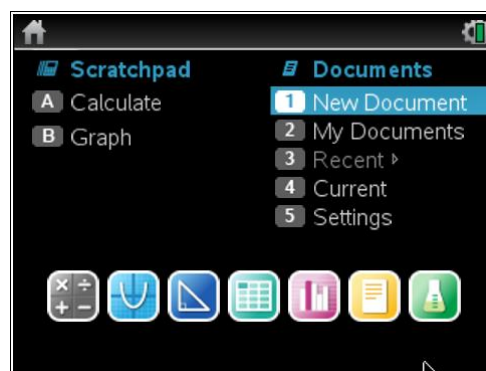 Scratchpad
A Calculate
B Graph
Documents
1 New Document
2 My Documents
3 Recent ▸
4 Current
5 Settings